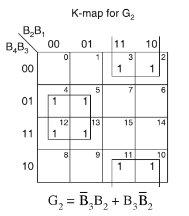 K-map for G₂
B₂B₁
B₄B₃ 00 01 11 10
0 1 3 2
00 1 1
4 5 7 6
01 1 1
12 13 15 14
11 1 1
8 9 11 10
10 1 1
G₂ = B̅₃B₂ + B₃B̅₂